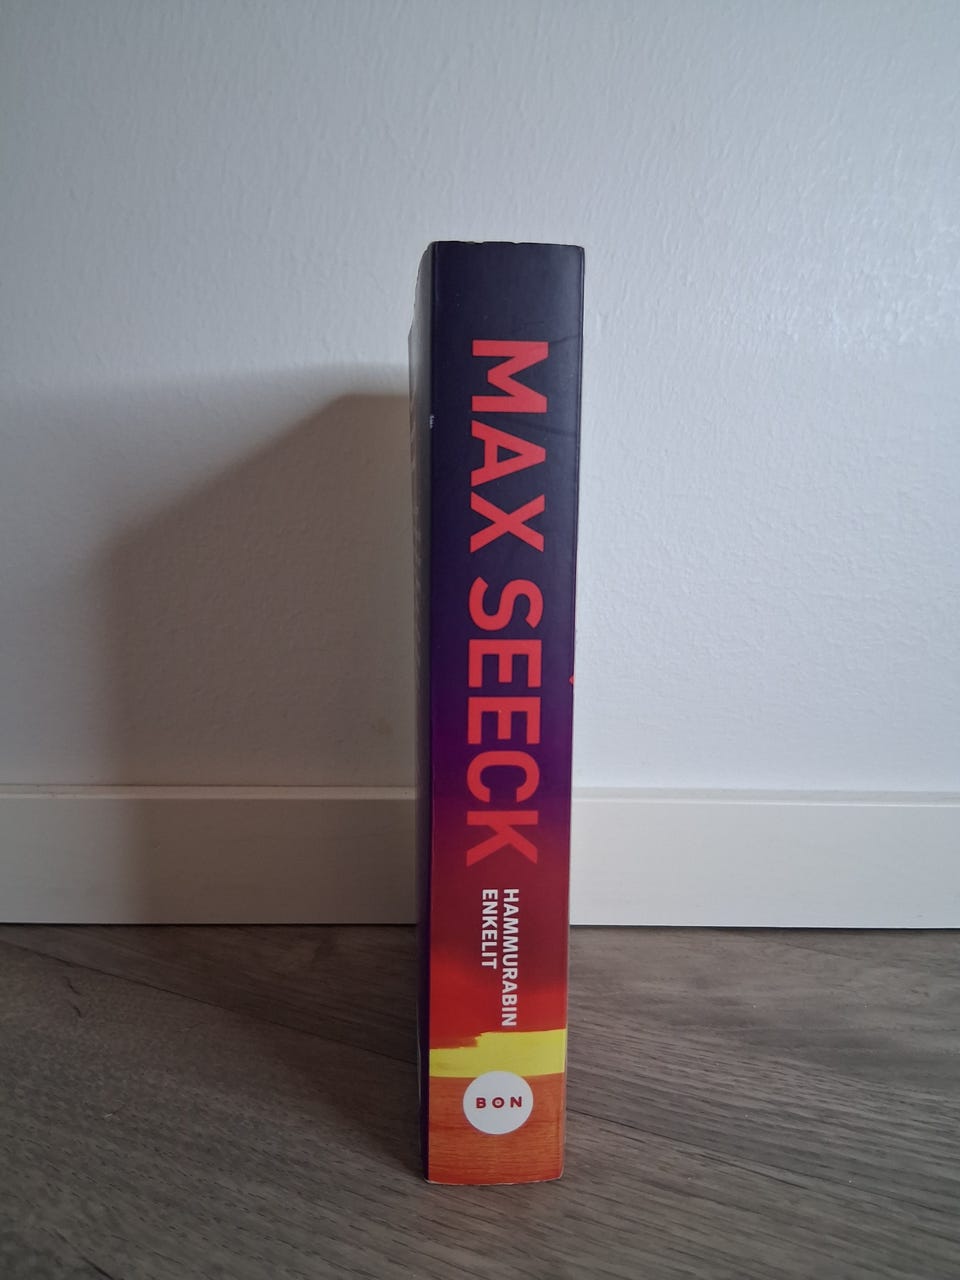 MAX SEECK
HAMMURABIN
ENKELIT
BON